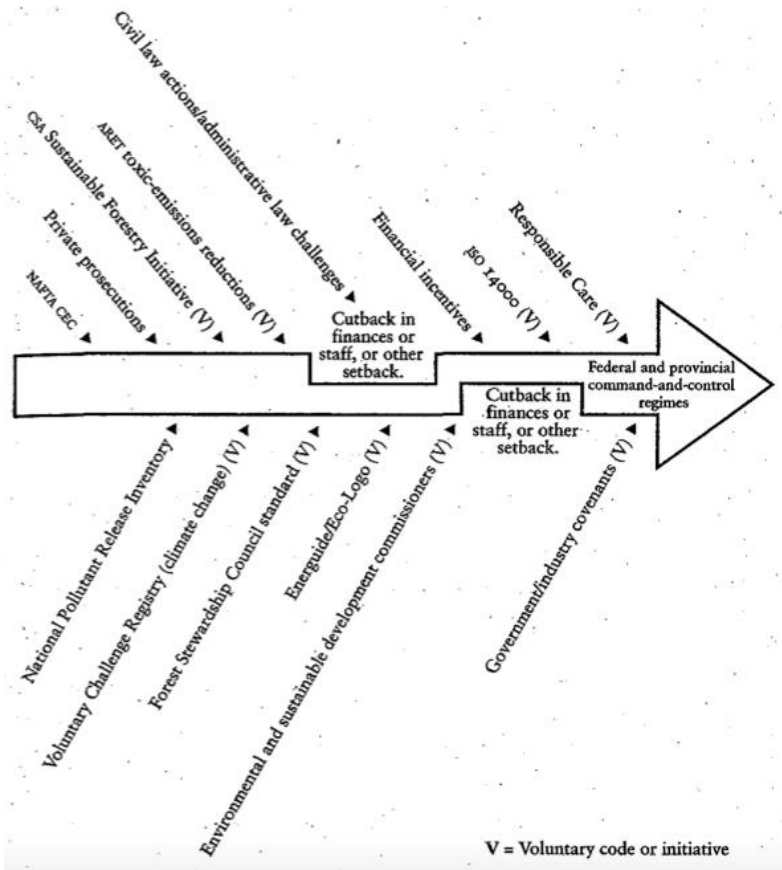 Civil law actions/administrative law challenges
ARET toxic-emissions reductions (V)
CSA Sustainable Forestry Initiative (V)
Private prosecutions
NAFTA CEC
Financial incentives
ISO 14000 (V)
Responsible Care (V)
Cutback in
finances or
staff, or other
setback.
Federal and provincial
command-and-control
regimes
Cutback in
finances or
staff, or other
setback.
National Pollutant Release Inventory
Voluntary Challenge Registry (climate change) (V)
Forest Stewardship Council standard (V)
Energuide/Eco-Logo (V)
Environmental and sustainable development commissioners (V)
Government/industry covenants (V)
V = Voluntary code or initiative